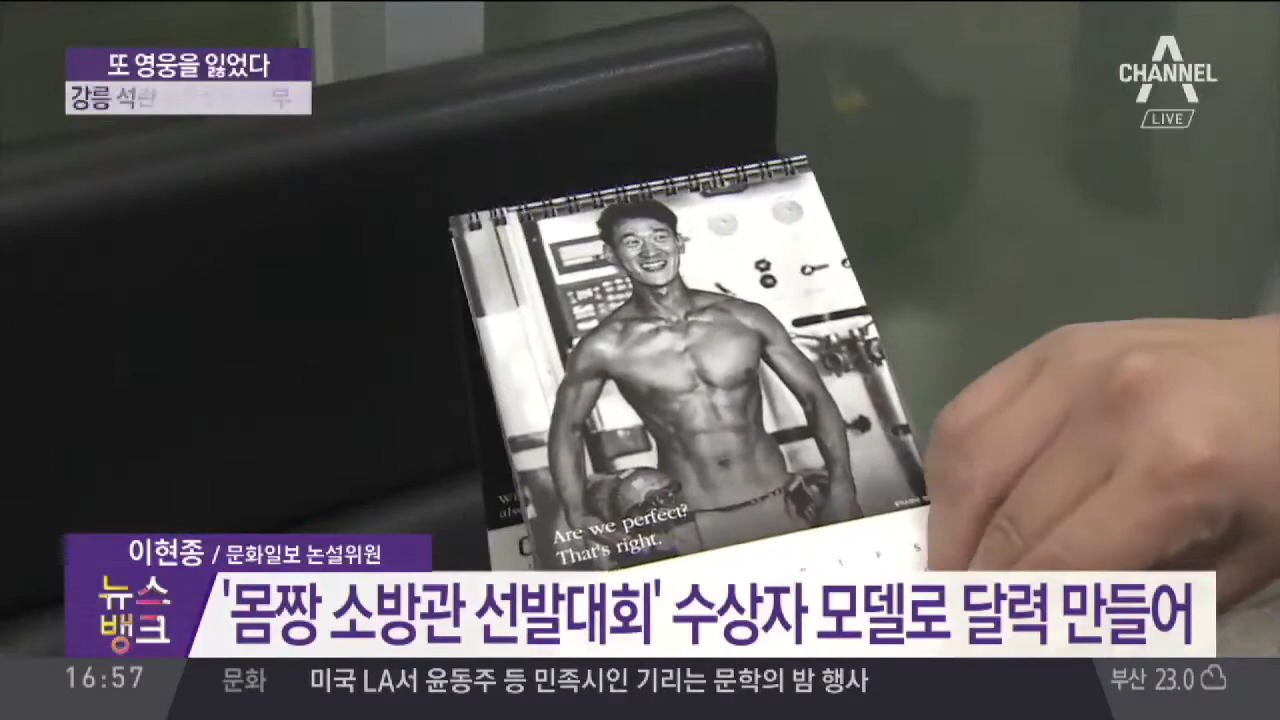 또 영웅을 잃었다
강릉 석란
무
CHANNEL A
LIVE
Are we perfect?
That's right.
T F S
이현종 / 문화일보 논설위원
뉴스
뱅크
'몸짱 소방관 선발대회' 수상자 모델로 달력 만들어
16:57 문화 미국 LA서 윤동주 등 민족시인 기리는 문학의 밤 행사 부산 23.0